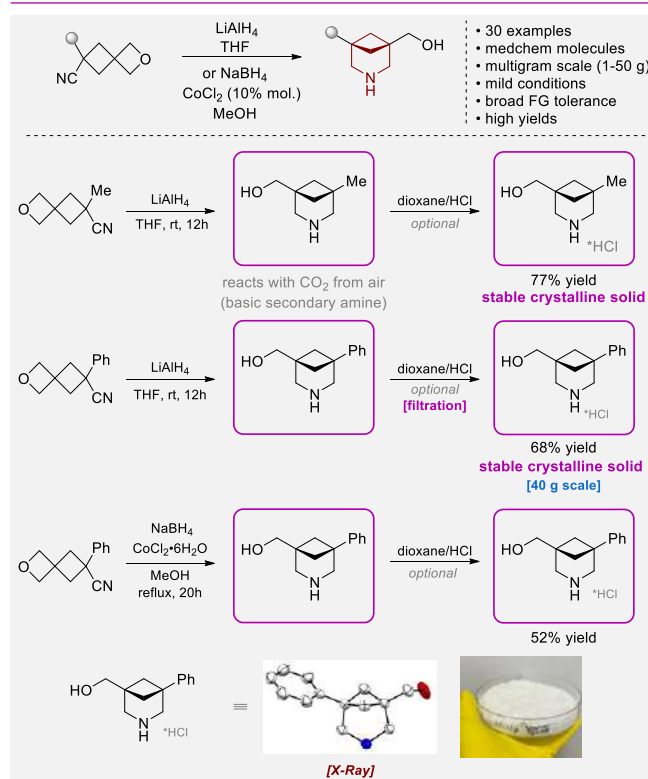 LiAlH4
THF
or NaBH4
CoCl2 (10% mol.)
MeOH
NC
O
OH
N
H
• 30 examples
• medchem molecules
• multigram scale (1-50 g)
• mild conditions
• broad FG tolerance
• high yields
O
Me
CN
LiAlH4
THF, rt, 12h
HO
Me
N
H
dioxane/HCl
optional
HO
Me
N
H
*HCl
reacts with CO2 from air
(basic secondary amine)
77% yield
stable crystalline solid
O
Ph
CN
LiAlH4
THF, rt, 12h
HO
Ph
N
H
dioxane/HCl
optional
[filtration]
HO
Ph
N
H
*HCl
68% yield
stable crystalline solid
[40 g scale]
O
Ph
CN
NaBH4
CoCl2•6H2O
MeOH
reflux, 20h
HO
Ph
N
H
dioxane/HCl
optional
HO
Ph
N
H
*HCl
52% yield
HO
Ph
N
H
*HCl
[X-Ray]